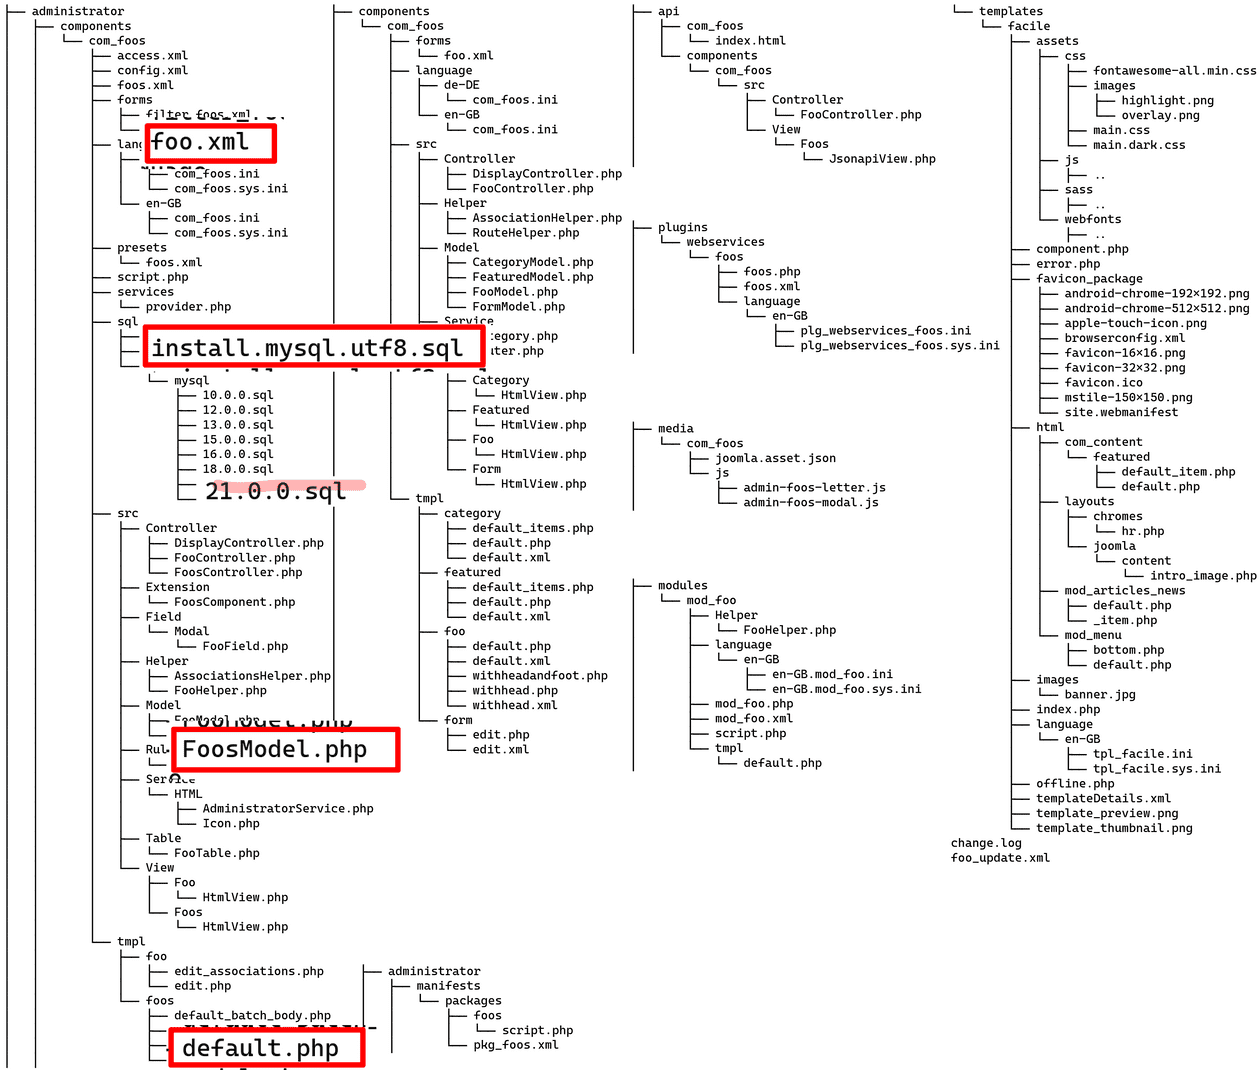 administrator
components
com_foos
access.xml
config.xml
foos.xml
forms
filter_foos.xml
foo.xml
com_foos.ini
com_foos.sys.ini
en-GB
com_foos.ini
com_foos.sys.ini
presets
foos.xml
script.php
services
provider.php
sql
install.mysql.utf8.sql
mysql
10.0.0.sql
12.0.0.sql
13.0.0.sql
15.0.0.sql
16.0.0.sql
18.0.0.sql
21.0.0.sql
src
Controller
DisplayController.php
FooController.php
FoosController.php
Extension
FoosComponent.php
Field
Modal
FooField.php
Helper
AssociationsHelper.php
FooHelper.php
Model
FooModel.php
FoosModel.php
Service
HTML
AdministratorService.php
Icon.php
Table
FooTable.php
View
Foo
HtmlView.php
Foos
HtmlView.php
tmpl
foo
edit_associations.php
edit.php
foos
default_batch_body.php
default.php
components
com_foos
forms
foo.xml
language
de-DE
com_foos.ini
en-GB
com_foos.ini
src
Controller
DisplayController.php
FooController.php
Helper
AssociationHelper.php
RouteHelper.php
Model
CategoryModel.php
FeaturedModel.php
FooModel.php
FormModel.php
Service
Category
HtmlView.php
Featured
HtmlView.php
Foo
HtmlView.php
Form
HtmlView.php
tmpl
category
default_items.php
default.php
default.xml
featured
default_items.php
default.php
default.xml
foo
default.php
default.xml
withheadandfoot.php
withhead.php
withhead.xml
form
edit.php
edit.xml
administrator
manifests
packages
foos
script.php
pkg_foos.xml
api
com_foos
index.html
components
com_foos
src
Controller
FooController.php
View
Foos
JsonapiView.php
plugins
webservices
foos
foos.php
foos.xml
language
en-GB
plg_webservices_foos.ini
plg_webservices_foos.sys.ini
media
com_foos
joomla.asset.json
js
admin-foos-letter.js
admin-foos-modal.js
modules
mod_foo
Helper
FooHelper.php
language
en-GB
en-GB.mod_foo.ini
en-GB.mod_foo.sys.ini
mod_foo.php
mod_foo.xml
script.php
tmpl
default.php
templates
facile
assets
css
fontawesome-all.min.css
images
highlight.png
overlay.png
main.css
main.dark.css
js
..
sass
..
webfonts
..
component.php
error.php
favicon_package
android-chrome-192×192.png
android-chrome-512×512.png
apple-touch-icon.png
browserconfig.xml
favicon-16×16.png
favicon-32×32.png
favicon.ico
mstile-150×150.png
site.webmanifest
html
com_content
featured
default_item.php
default.php
layouts
chromes
hr.php
joomla
content
intro_image.php
mod_articles_news
default.php
_item.php
mod_menu
bottom.php
default.php
images
banner.jpg
index.php
language
en-GB
tpl_facile.ini
tpl_facile.sys.ini
offline.php
templateDetails.xml
template_preview.png
template_thumbnail.png
change.log
foo_update.xml